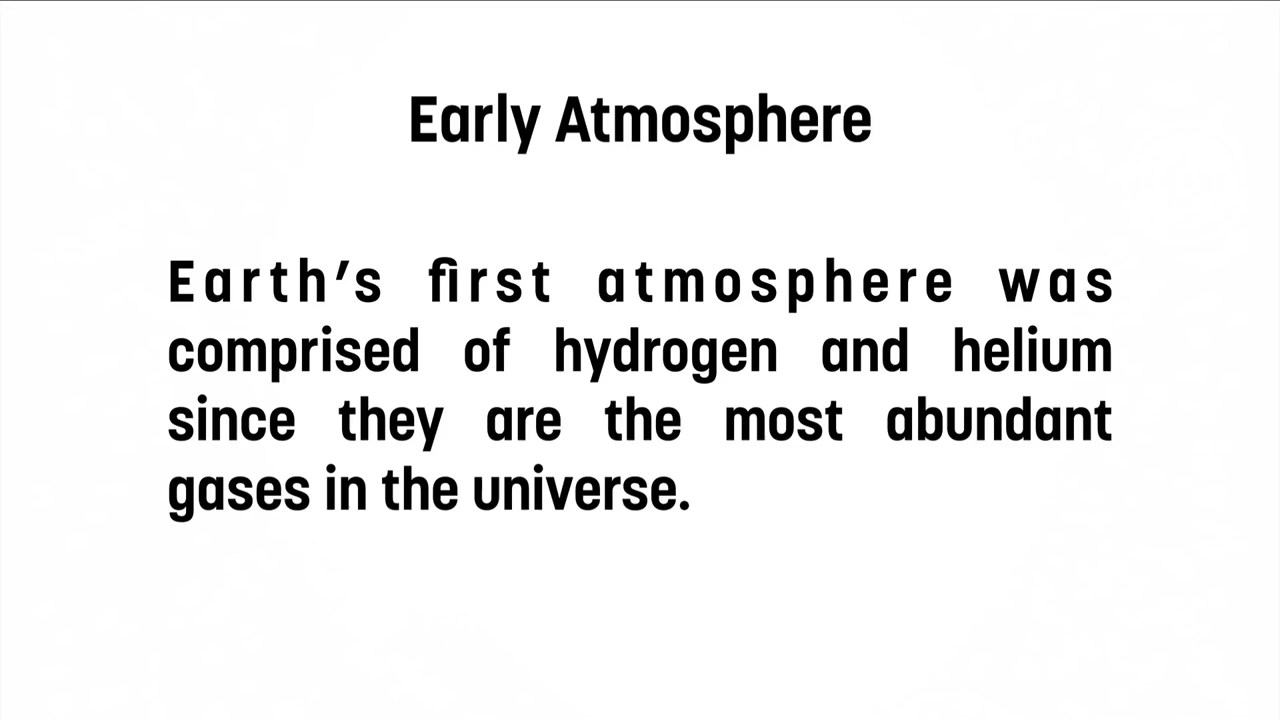 Early Atmosphere
Earth’s first atmosphere was
comprised of hydrogen and helium
since they are the most abundant
gases in the universe.